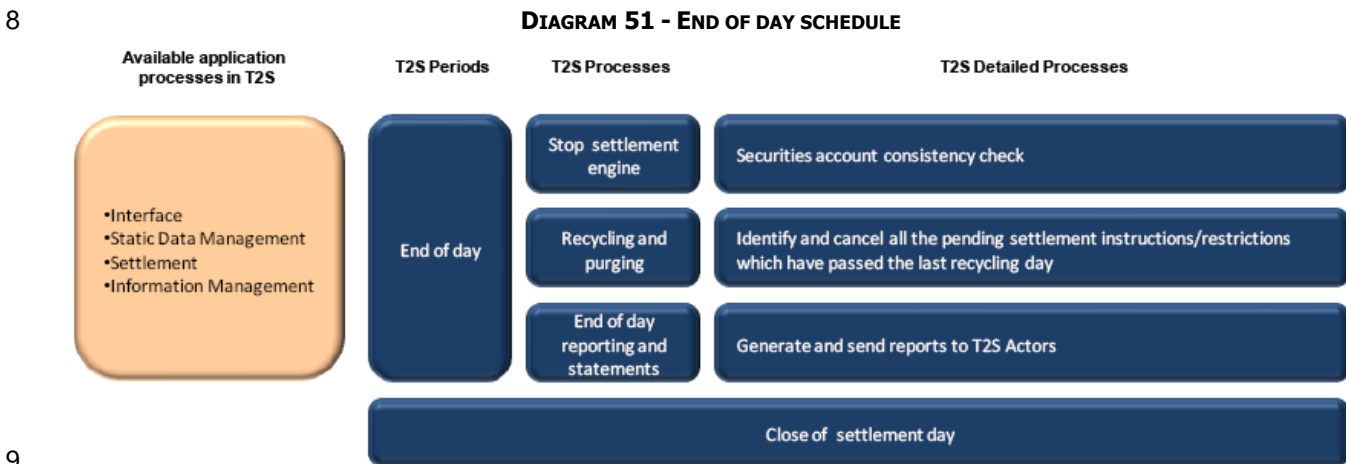 8
DIAGRAM 51 - END OF DAY SCHEDULE
Available application
processes in T2S
T2S Periods
T2S Processes
T2S Detailed Processes
•Interface
•Static Data Management
•Settlement
•Information Management
End of day
Stop settlement
engine
Securities account consistency check
Recycling and
purging
Identify and cancel all the pending settlement instructions/restrictions
which have passed the last recycling day
End of day
reporting and
statements
Generate and send reports to T2S Actors
Close of settlement day
9